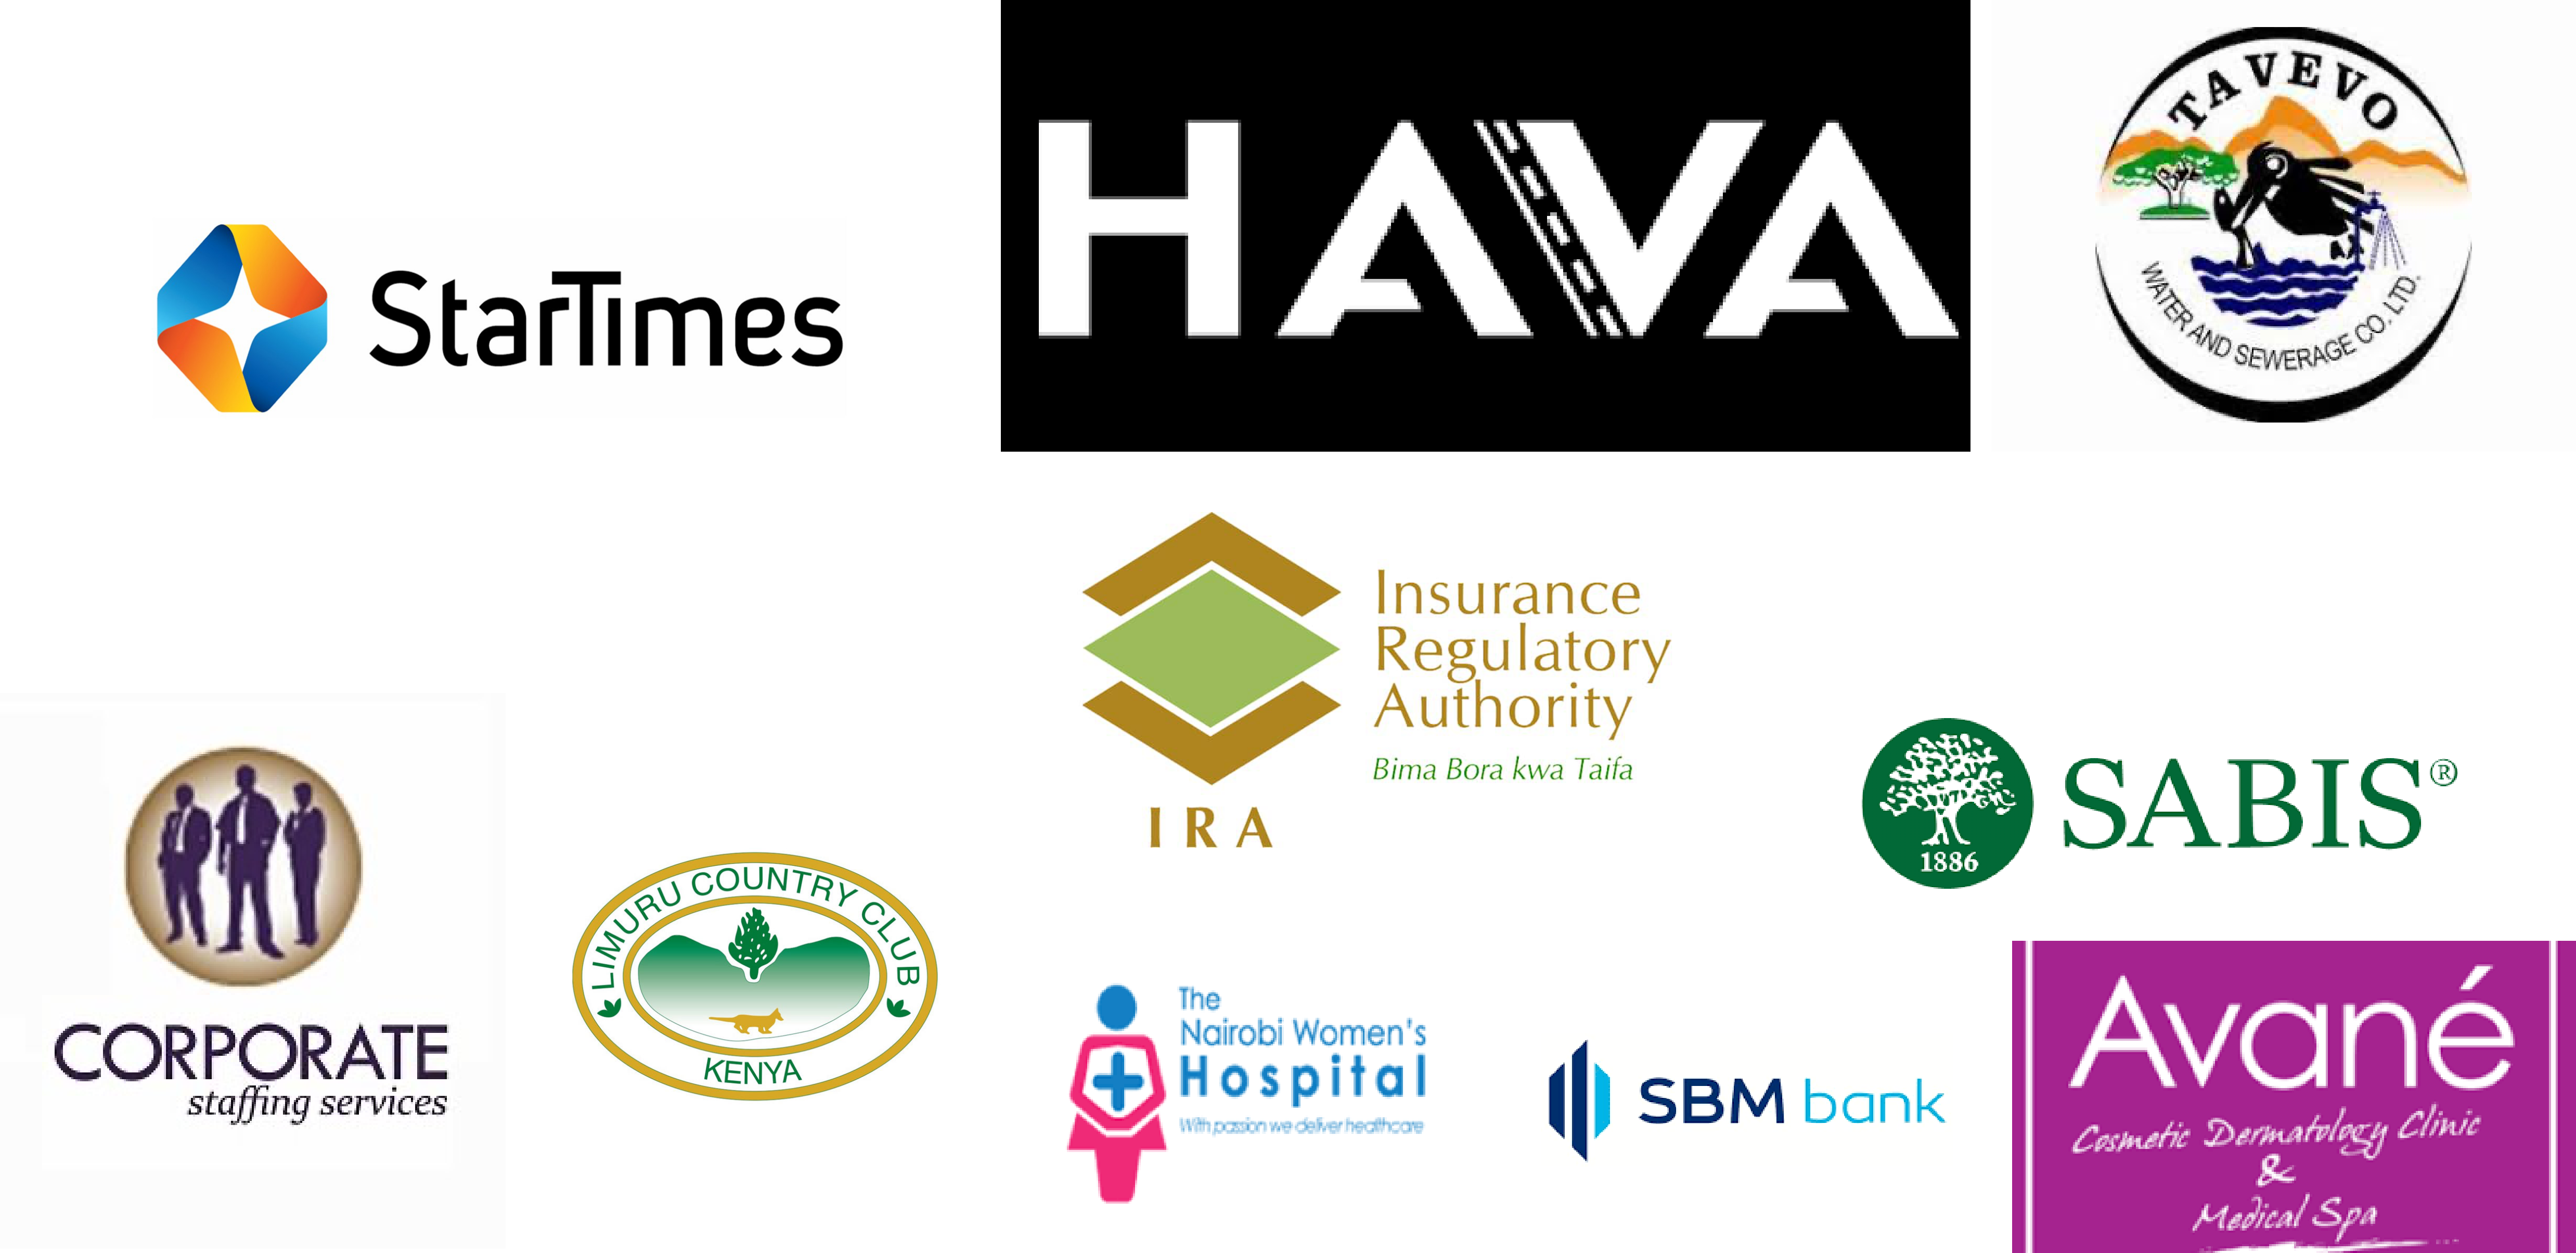 StarTimes
HAVA
TAVEVO
WATER AND SEWERAGE CO. LTD.
Insurance
Regulatory
Authority
Bima Bora kwa Taifa
IRA
SABIS®
1886
CORPORATE
staffing services
LIMURU COUNTRY CLUB
KENYA
The
Nairobi Women's
Hospital
With passion we deliver healthcare
SBM bank
Avané
Cosmetic Dermatology Clinic
&
Medical Spa